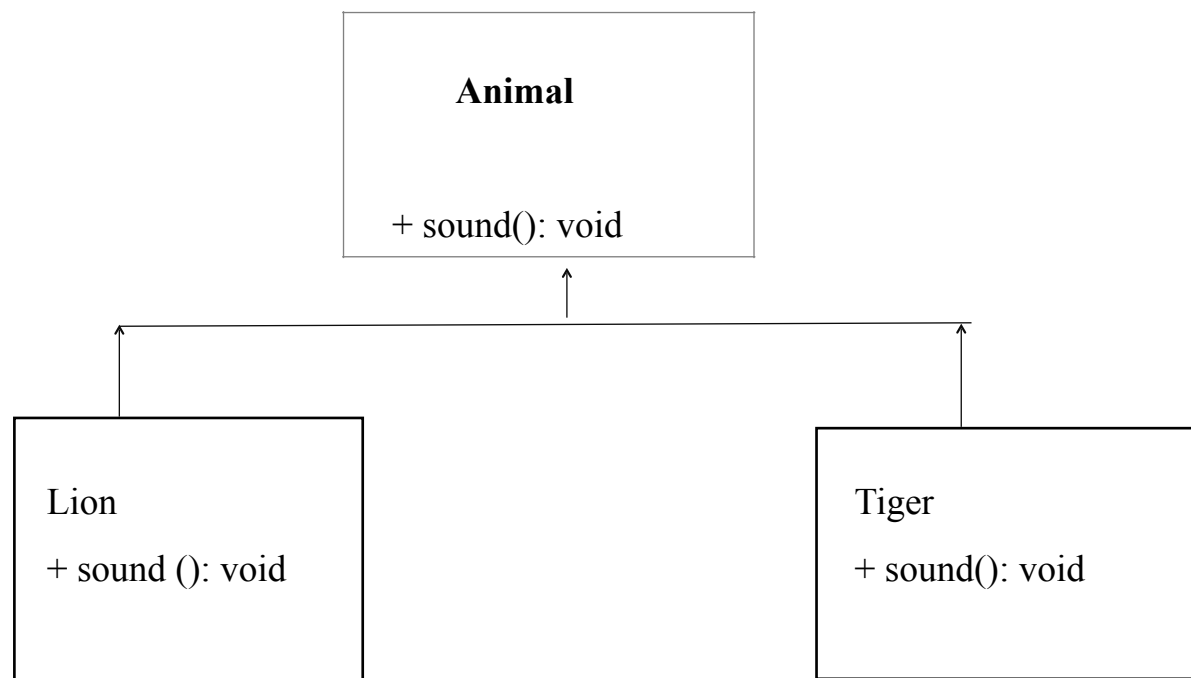 Animal
+ sound(): void
Lion
+ sound (): void
Tiger
+ sound(): void